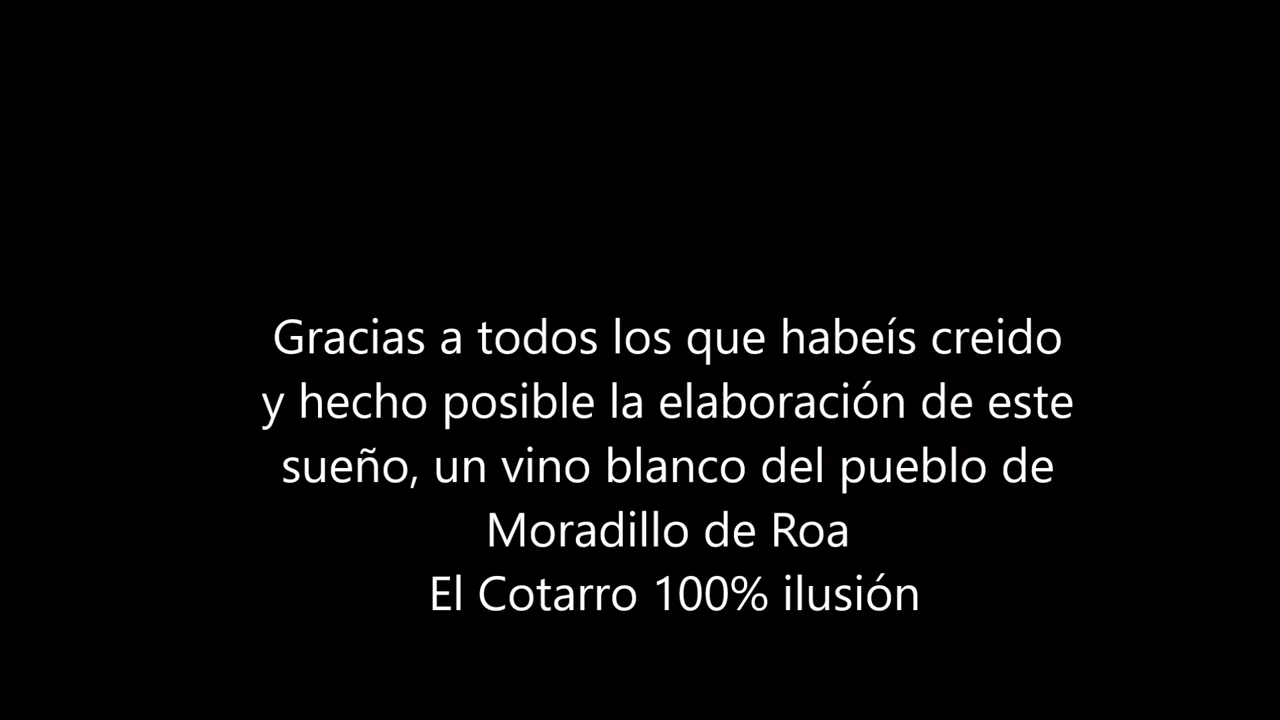 Gracias a todos los que habeís creido
y hecho posible la elaboración de este
sueño, un vino blanco del pueblo de
Moradillo de Roa
El Cotarro 100% ilusión